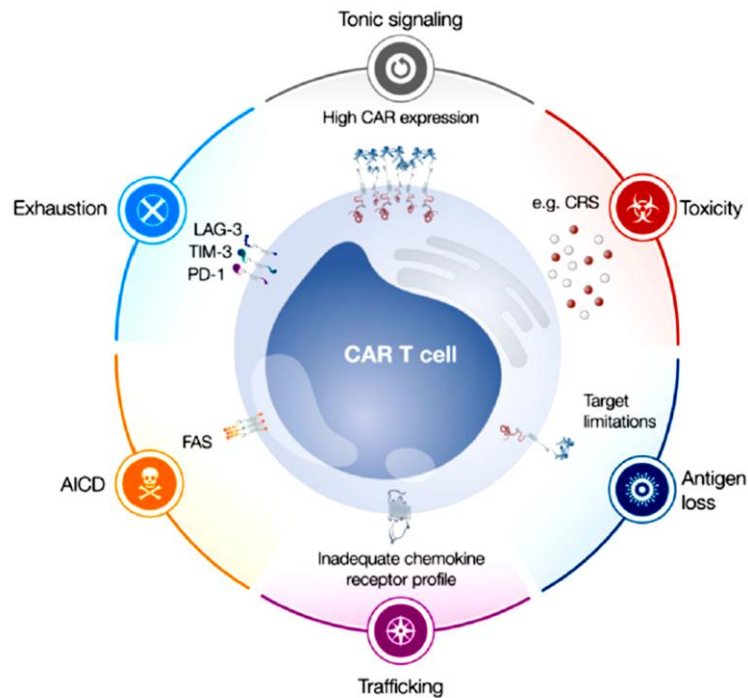 Tonic signaling
High CAR expression
Exhaustion
LAG-3
TIM-3
PD-1
e.g. CRS
Toxicity
CAR T cell
Target
limitations
FAS
AICD
Antigen
loss
Inadequate chemokine
receptor profile
Trafficking